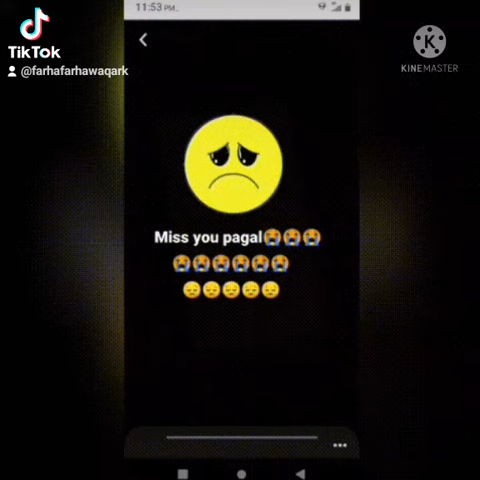 11:53 PM
TikTok
@farhafarhawaqark
K
KINEMASTER
Miss you pagal😭😭😭
😭😭😭😭😭😭
😔😔😔😔😔